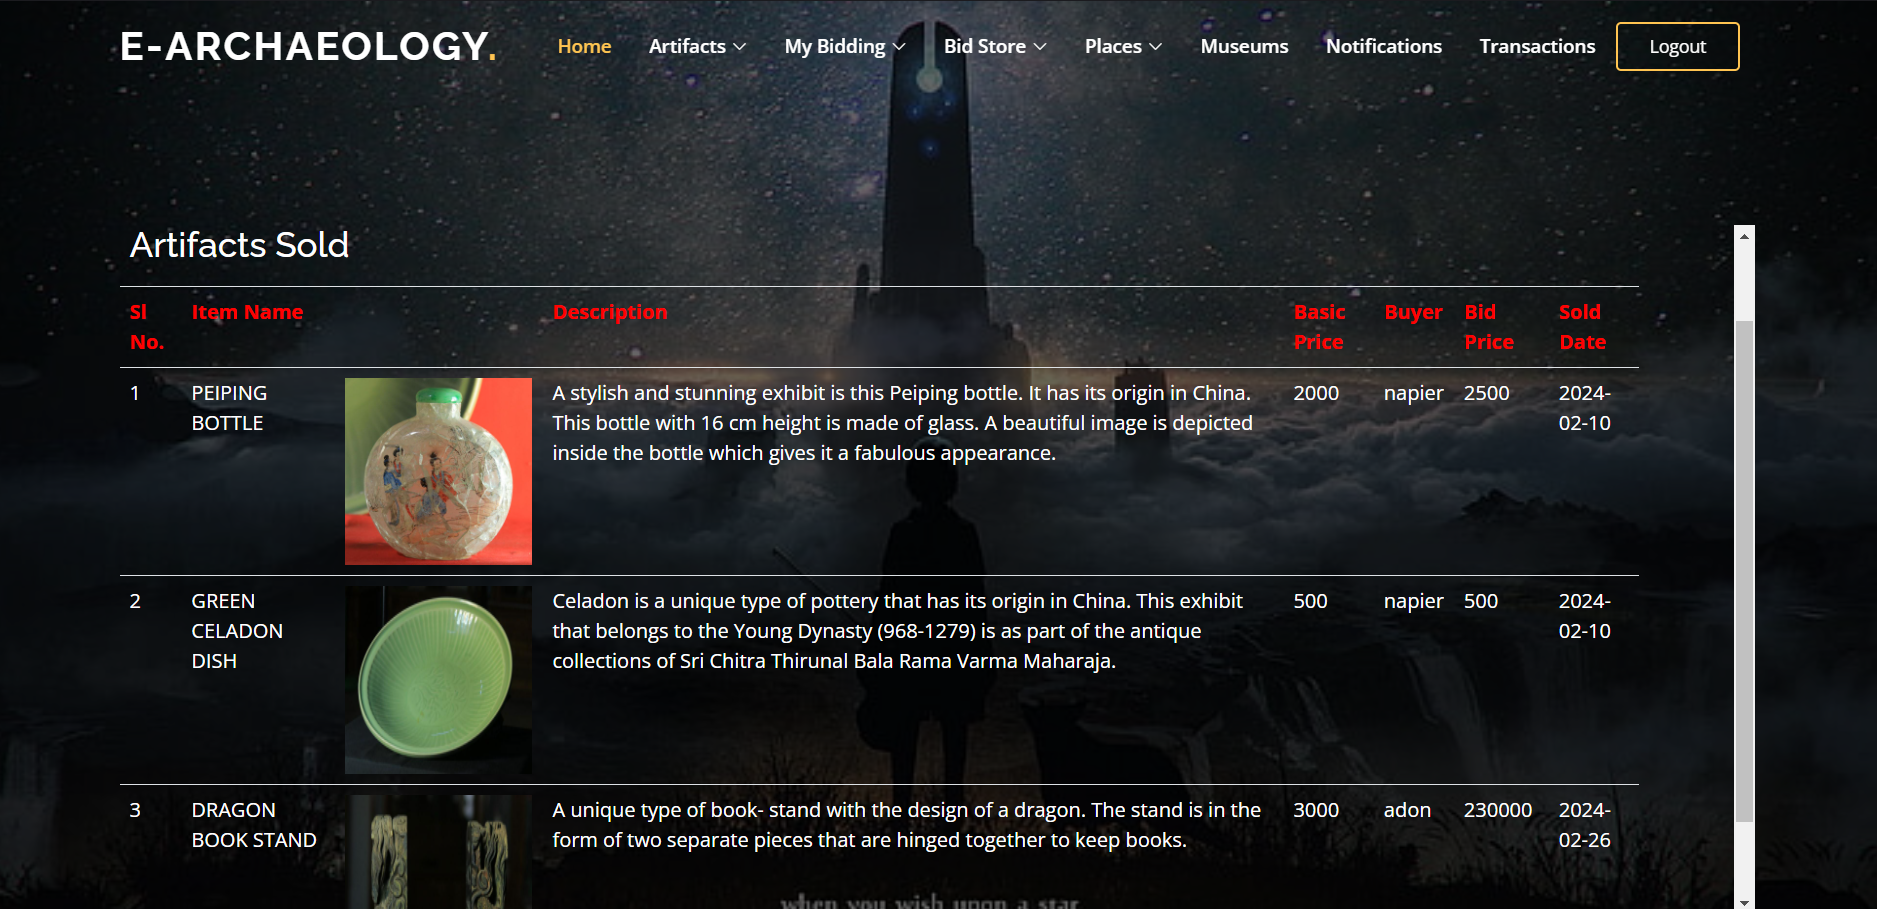 E-ARCHAEOLOGY.
Home Artifacts My Bidding Bid Store Places Museums Notifications Transactions Logout
Artifacts Sold
Sl No. Item Name Description Basic Price Buyer Bid Price Sold Date
1 PEIPING BOTTLE A stylish and stunning exhibit is this Peiping bottle. It has its origin in China. 2000 napier 2500 2024-
This bottle with 16 cm height is made of glass. A beautiful image is depicted 02-10
inside the bottle which gives it a fabulous appearance.
2 GREEN CELADON DISH Celadon is a unique type of pottery that has its origin in China. This exhibit 500 napier 500 2024-
that belongs to the Young Dynasty (968-1279) is as part of the antique 02-10
collections of Sri Chitra Thirunal Bala Rama Varma Maharaja.
3 DRAGON BOOK STAND A unique type of book- stand with the design of a dragon. The stand is in the 3000 adon 230000 2024-
form of two separate pieces that are hinged together to keep books. 02-26
when you wish upon a star